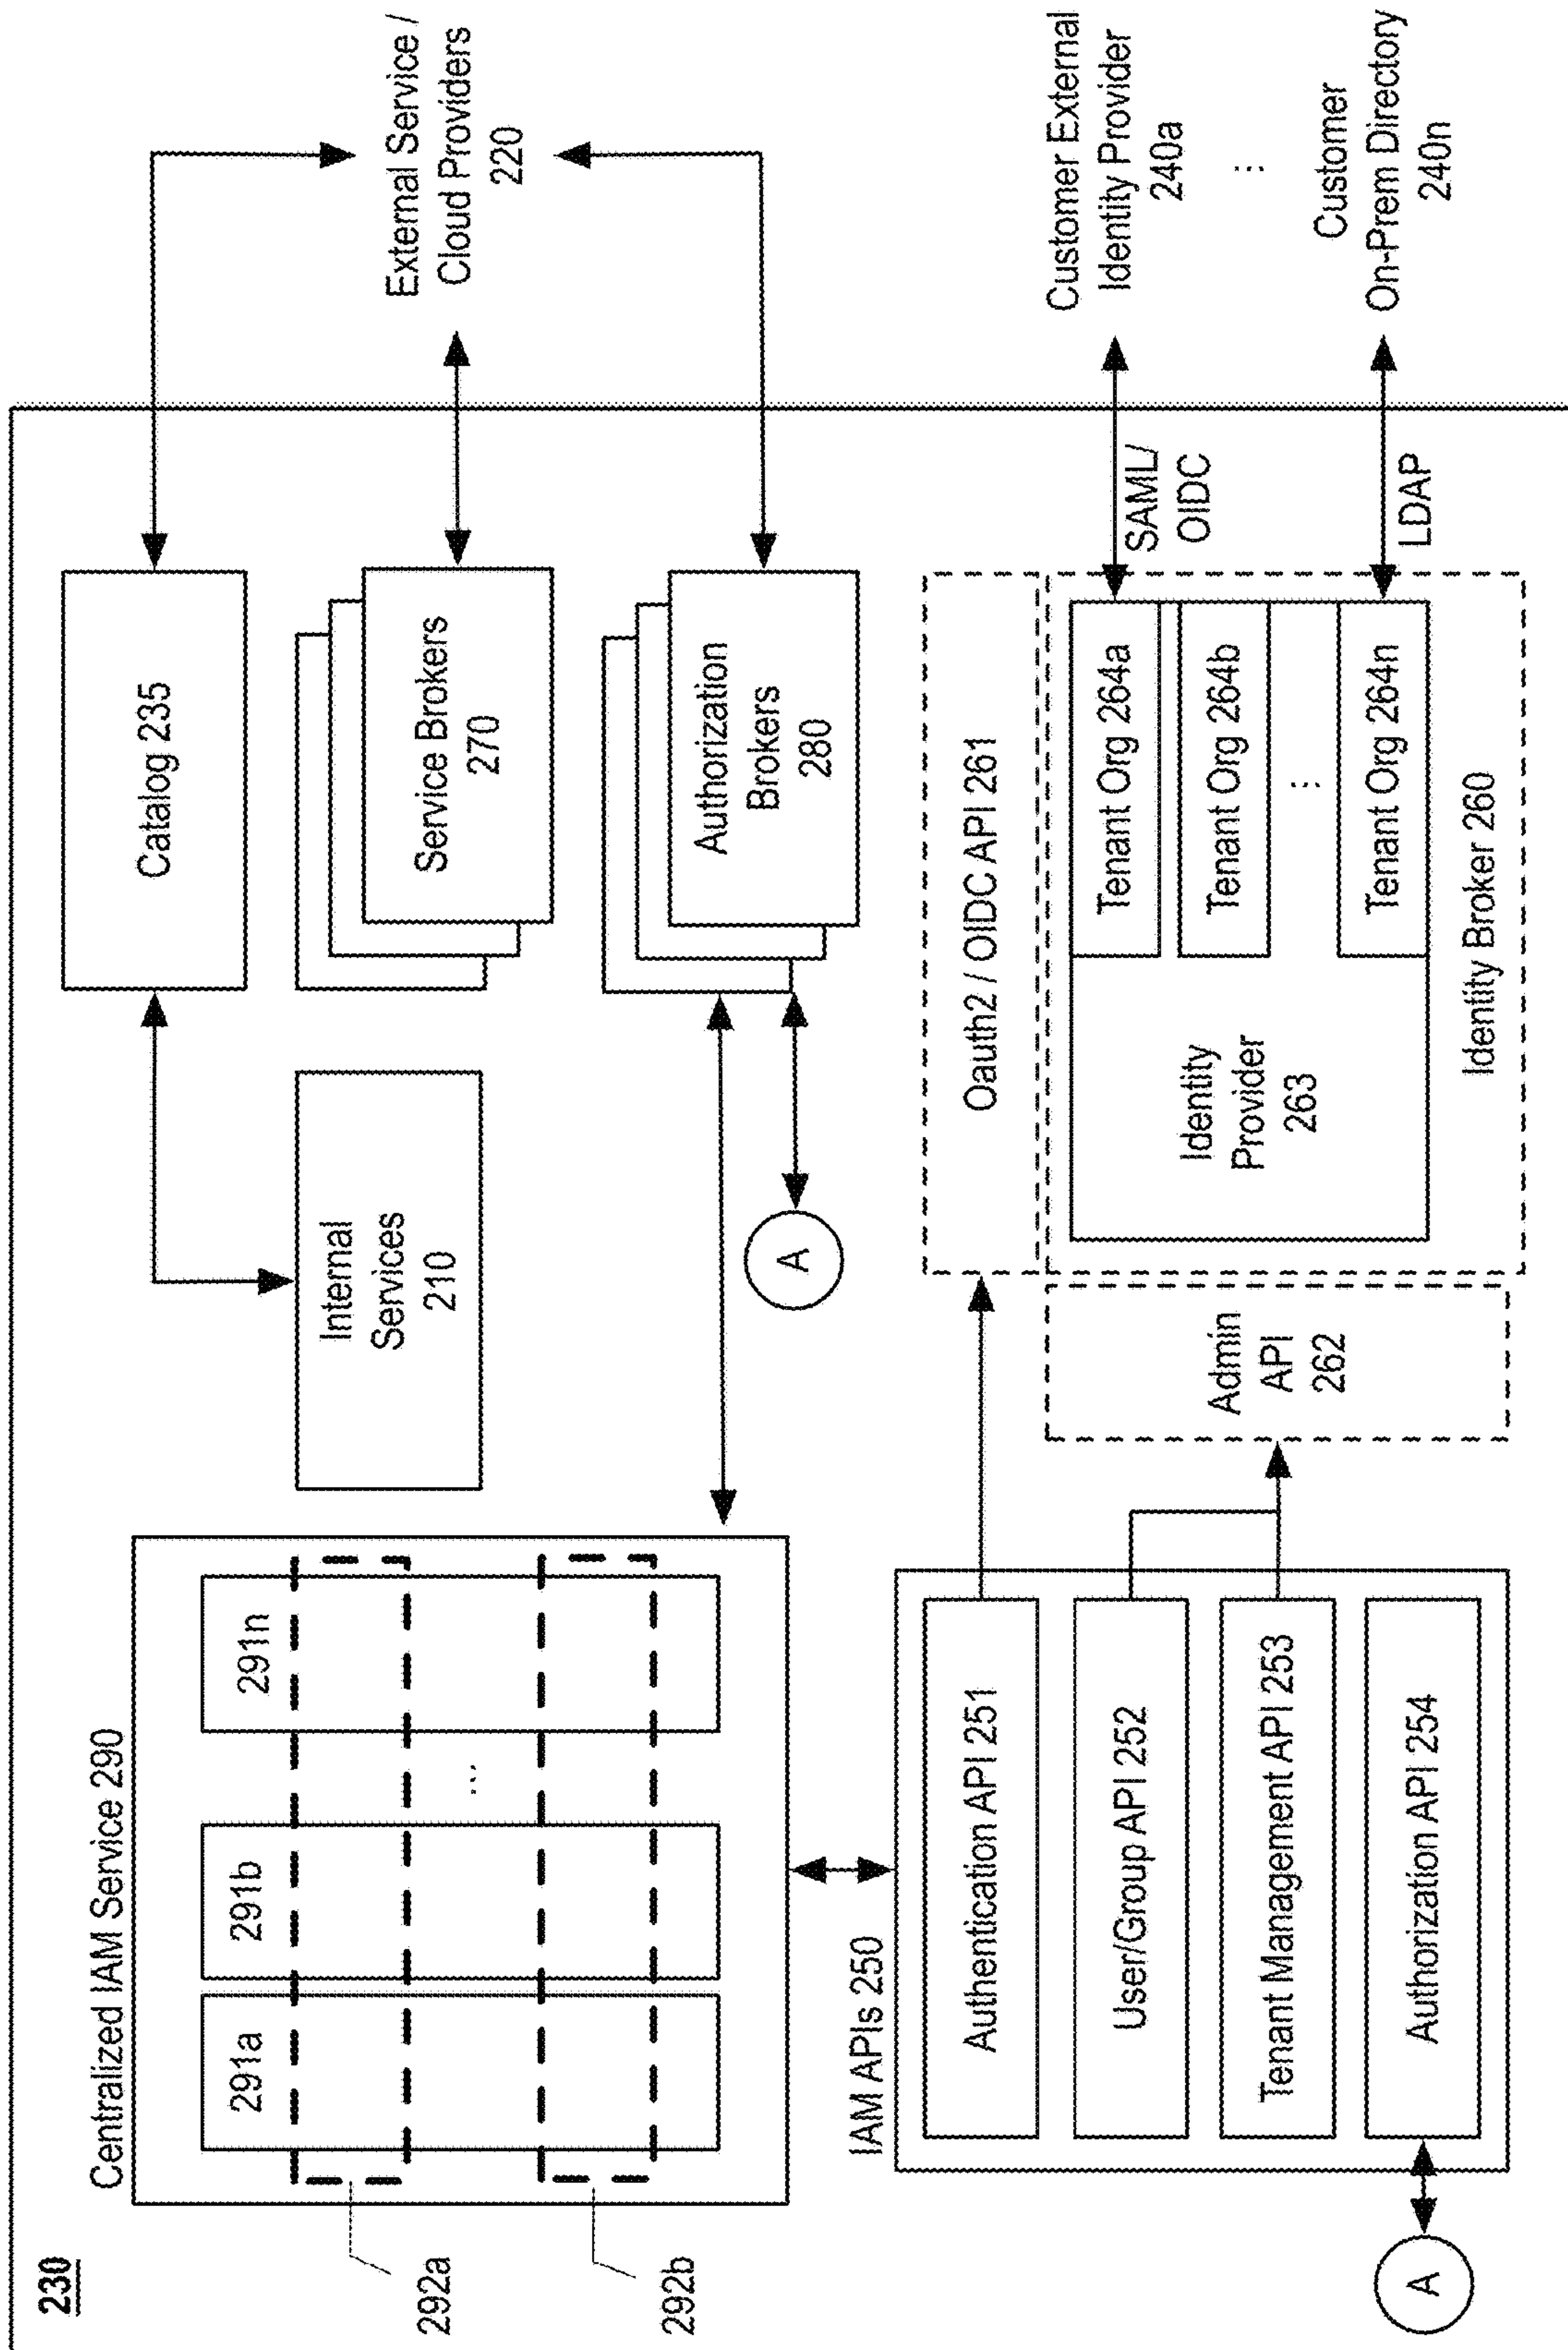 230
Centralized IAM Service 290
291a
291b
...
291n
292a
292b
Internal
Services
210
Catalog 235
Service Brokers
270
Authorization
Brokers
280
A
External Service /
Cloud Providers
220
IAM APIs 250
Authentication API 251
User/Group API 252
Tenant Management API 253
Authorization API 254
A
Oauth2 / OIDC API 261
Admin
API
262
Identity
Provider
263
Tenant Org 264a
Tenant Org 264b
...
Tenant Org 264n
Identity Broker 260
SAML/
OIDC
LDAP
Customer External
Identity Provider
240a
...
Customer
On-Prem Directory
240n